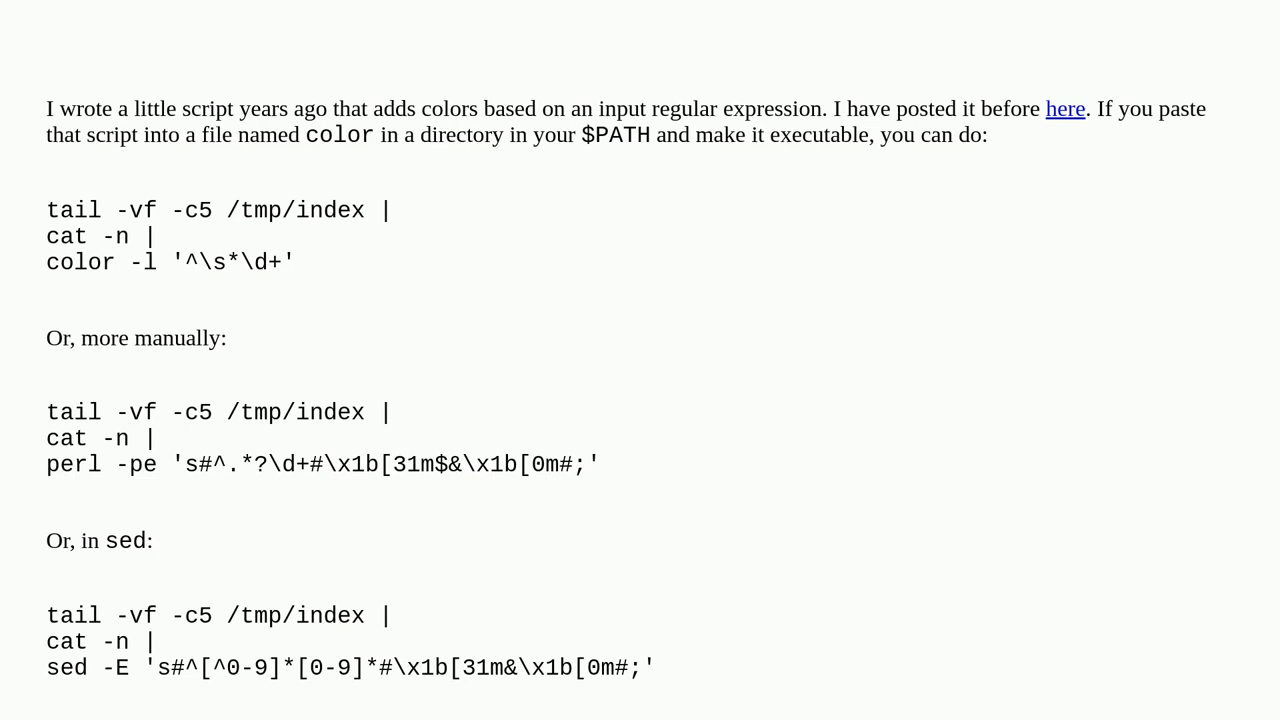 I wrote a little script years ago that adds colors based on an input regular expression. I have posted it before here. If you paste
that script into a file named color in a directory in your $PATH and make it executable, you can do:
tail -vf -c5 /tmp/index |
cat -n |
color -l '^\s*\d+'
Or, more manually:
tail -vf -c5 /tmp/index |
cat -n |
perl -pe 's#^.*?\d+#\x1b[31m$&\x1b[0m#;'
Or, in sed:
tail -vf -c5 /tmp/index |
cat -n |
sed -E 's#^[^0-9]*[0-9]*#\x1b[31m&\x1b[0m#;'